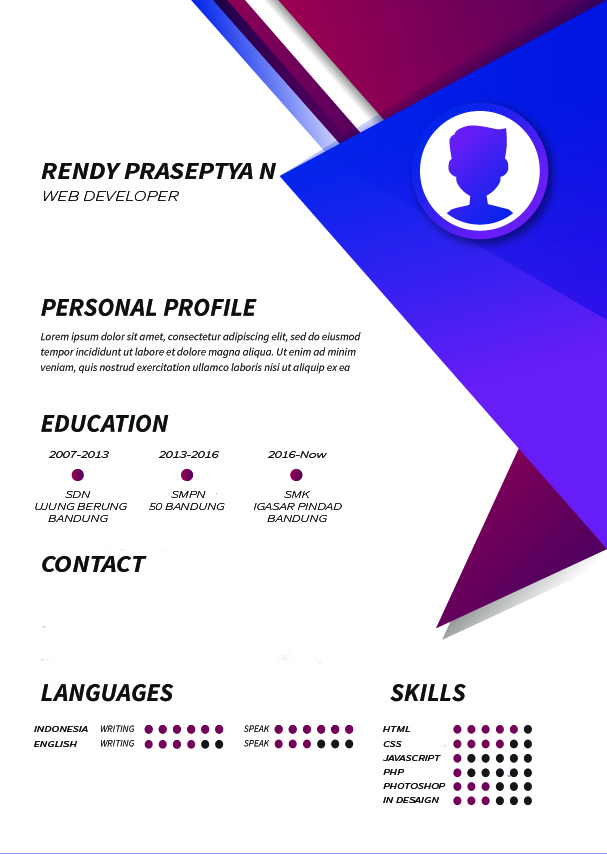 RENDY PRASEPTYA N
WEB DEVELOPER
PERSONAL PROFILE
Lorem ipsum dolor sit amet, consectetur adipiscing elit, sed do eiusmod
tempor incididunt ut labore et dolore magna aliqua. Ut enim ad minim
veniam, quis nostrud exercitation ullamco laboris nisi ut aliquip ex ea
EDUCATION
2007-2013 2013-2016 2016-Now
SDN SMPN SMK
UJUNG BERUNG 50 BANDUNG IGASAR PINDAD
BANDUNG BANDUNG
CONTACT
LANGUAGES SKILLS
INDONESIA WRITING SPEAK HTML
ENGLISH WRITING SPEAK CSS
JAVASCRIPT
PHP
PHOTOSHOP
IN DESAIGN